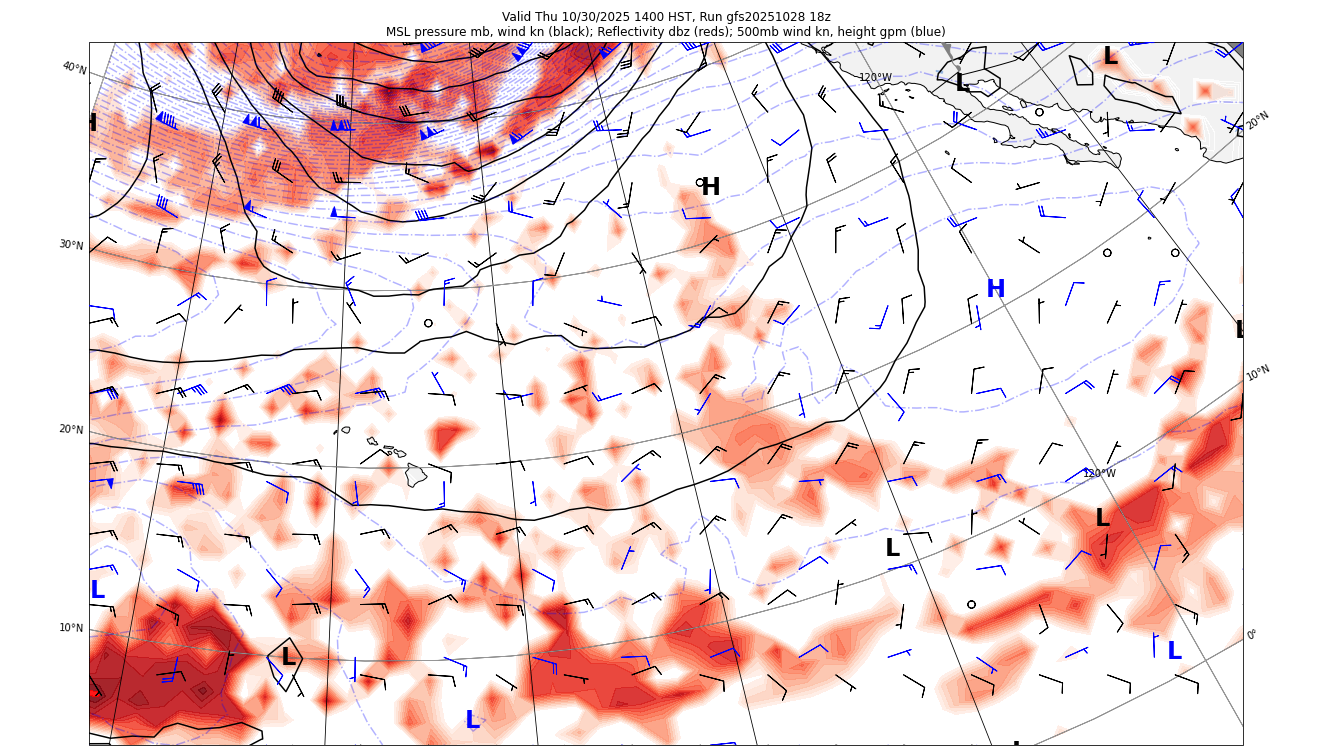 Valid Thu 10/30/2025 1400 HST, Run gfs20251028 18z
MSL pressure mb, wind kn (black); Reflectivity dbz (reds); 500mb wind kn, height gpm (blue)
40°N
120°W
L
L
20°N
H
H
30°N
H
L
10°N
20°N
120°W
L
L
L
10°N
0°
L
L
L